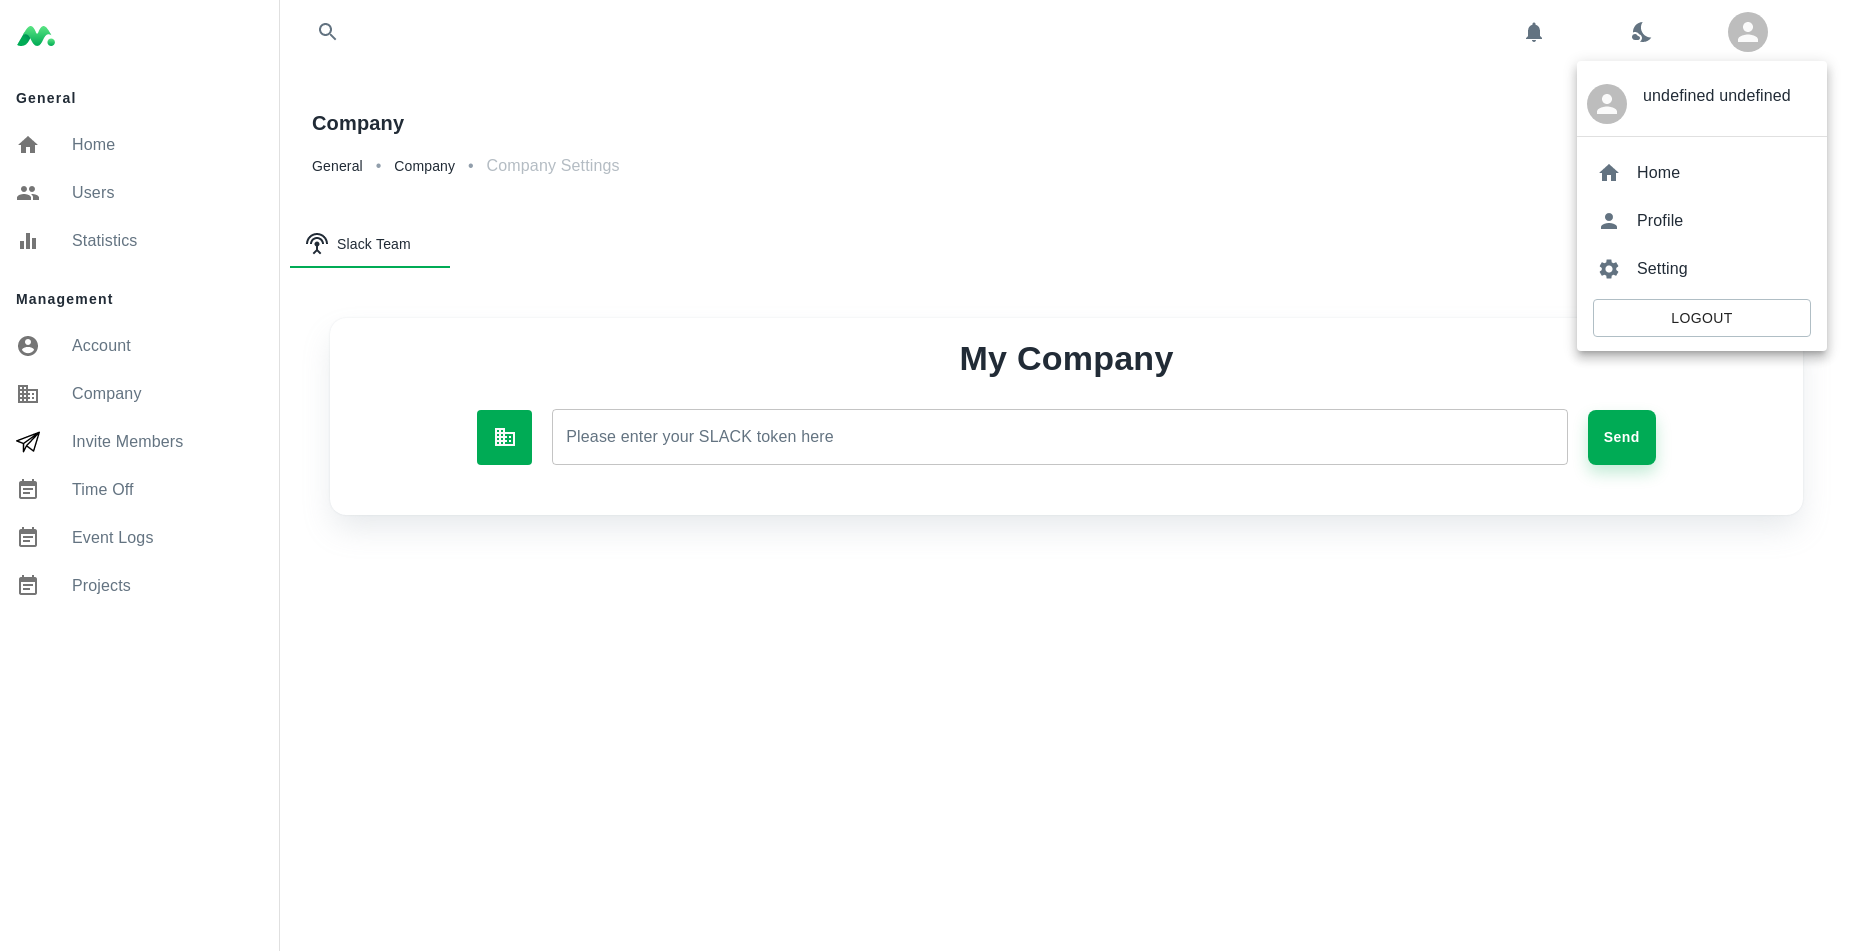 General
Home
Users
Statistics
Management
Account
Company
Invite Members
Time Off
Event Logs
Projects
Company
General • Company • Company Settings
Slack Team
My Company
Please enter your SLACK token here
Send
undefined undefined
Home
Profile
Setting
LOGOUT